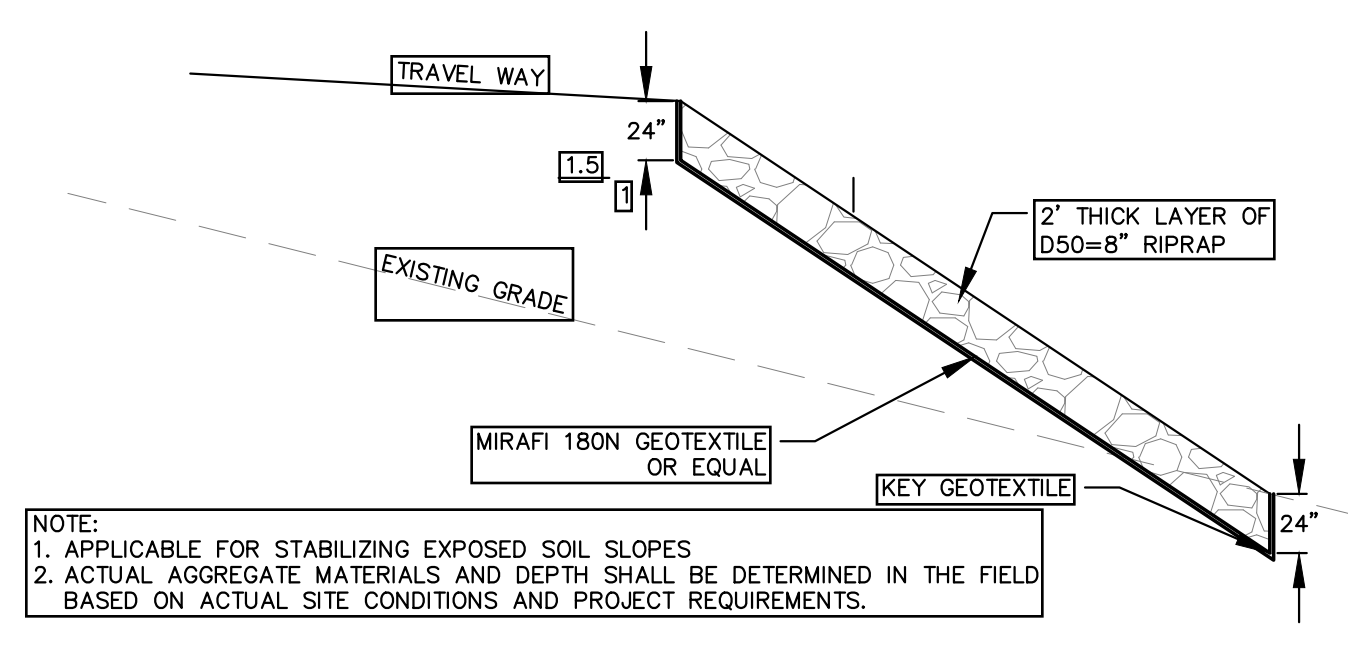 TRAVEL WAY
24”
1.5
1
2’ THICK LAYER OF
D50=8” RIPRAP
EXISTING GRADE
MIRAFI 180N GEOTEXTILE
OR EQUAL
KEY GEOTEXTILE
24”
NOTE:
1. APPLICABLE FOR STABILIZING EXPOSED SOIL SLOPES
2. ACTUAL AGGREGATE MATERIALS AND DEPTH SHALL BE DETERMINED IN THE FIELD
BASED ON ACTUAL SITE CONDITIONS AND PROJECT REQUIREMENTS.